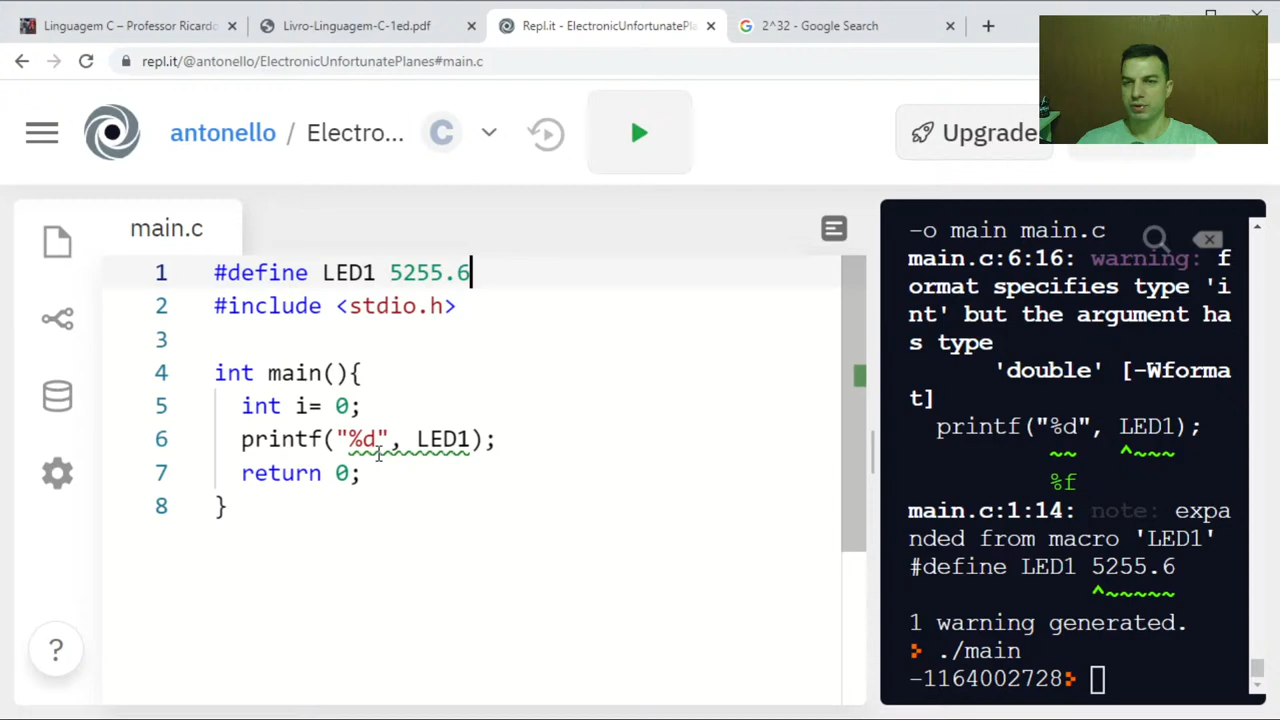 Linguagem C – Professor Ricardo
Livro-Linguagem-C-1ed.pdf
Repl.it - ElectronicUnfortunatePla
2^32 - Google Search
repl.it/@antonello/ElectronicUnfortunatePlanes#main.c
antonello / Electro...
C
Upgrade
main.c
1 #define LED1 5255.6
2 #include <stdio.h>
3
4 int main(){
5 int i= 0;
6 printf("%d", LED1);
7 return 0;
8 }
?
-o main main.c
main.c:6:16: warning: f
ormat specifies type 'i
nt' but the argument ha
s type
'double' [-Wforma
t]
printf("%d", LED1);
~~ ^~~~
%f
main.c:1:14: note: expa
nded from macro 'LED1'
#define LED1 5255.6
^~~~~~
1 warning generated.
./main
-1164002728